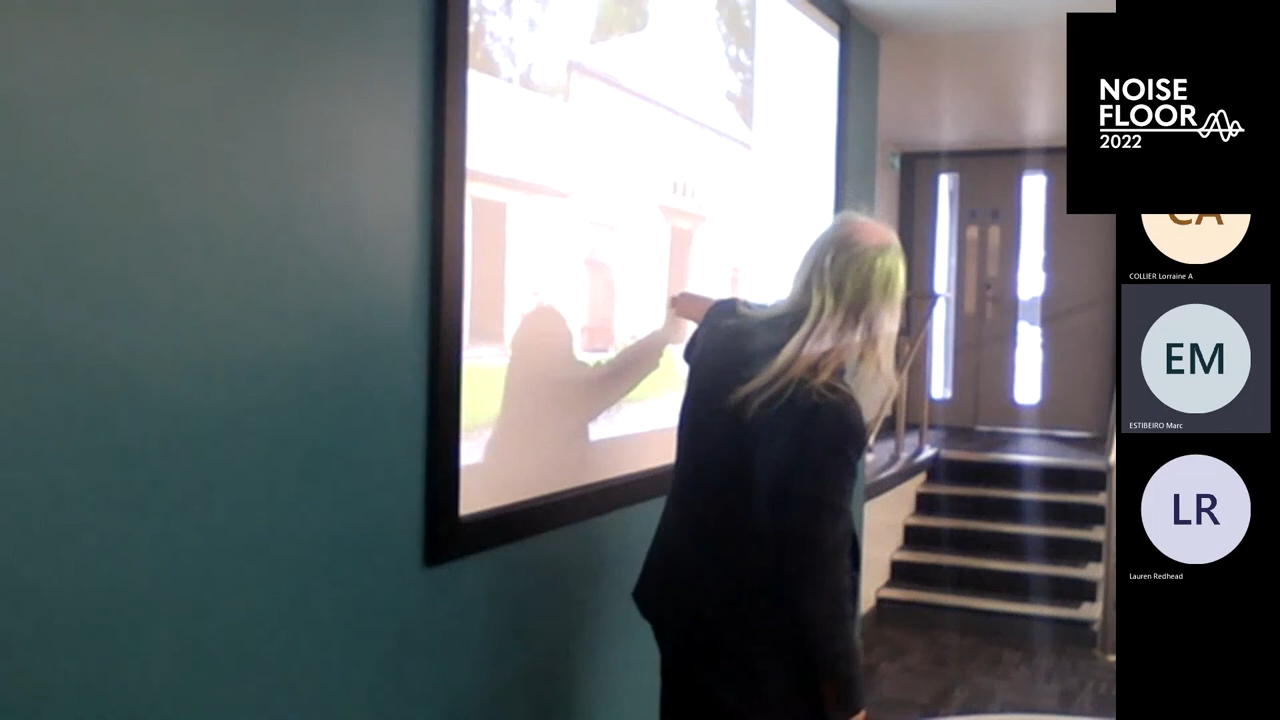 NOISE
FLOOR
2022
CA
COLLIER Lorraine A
EM
ESTIBEIRO Marc
LR
Lauren Redhead